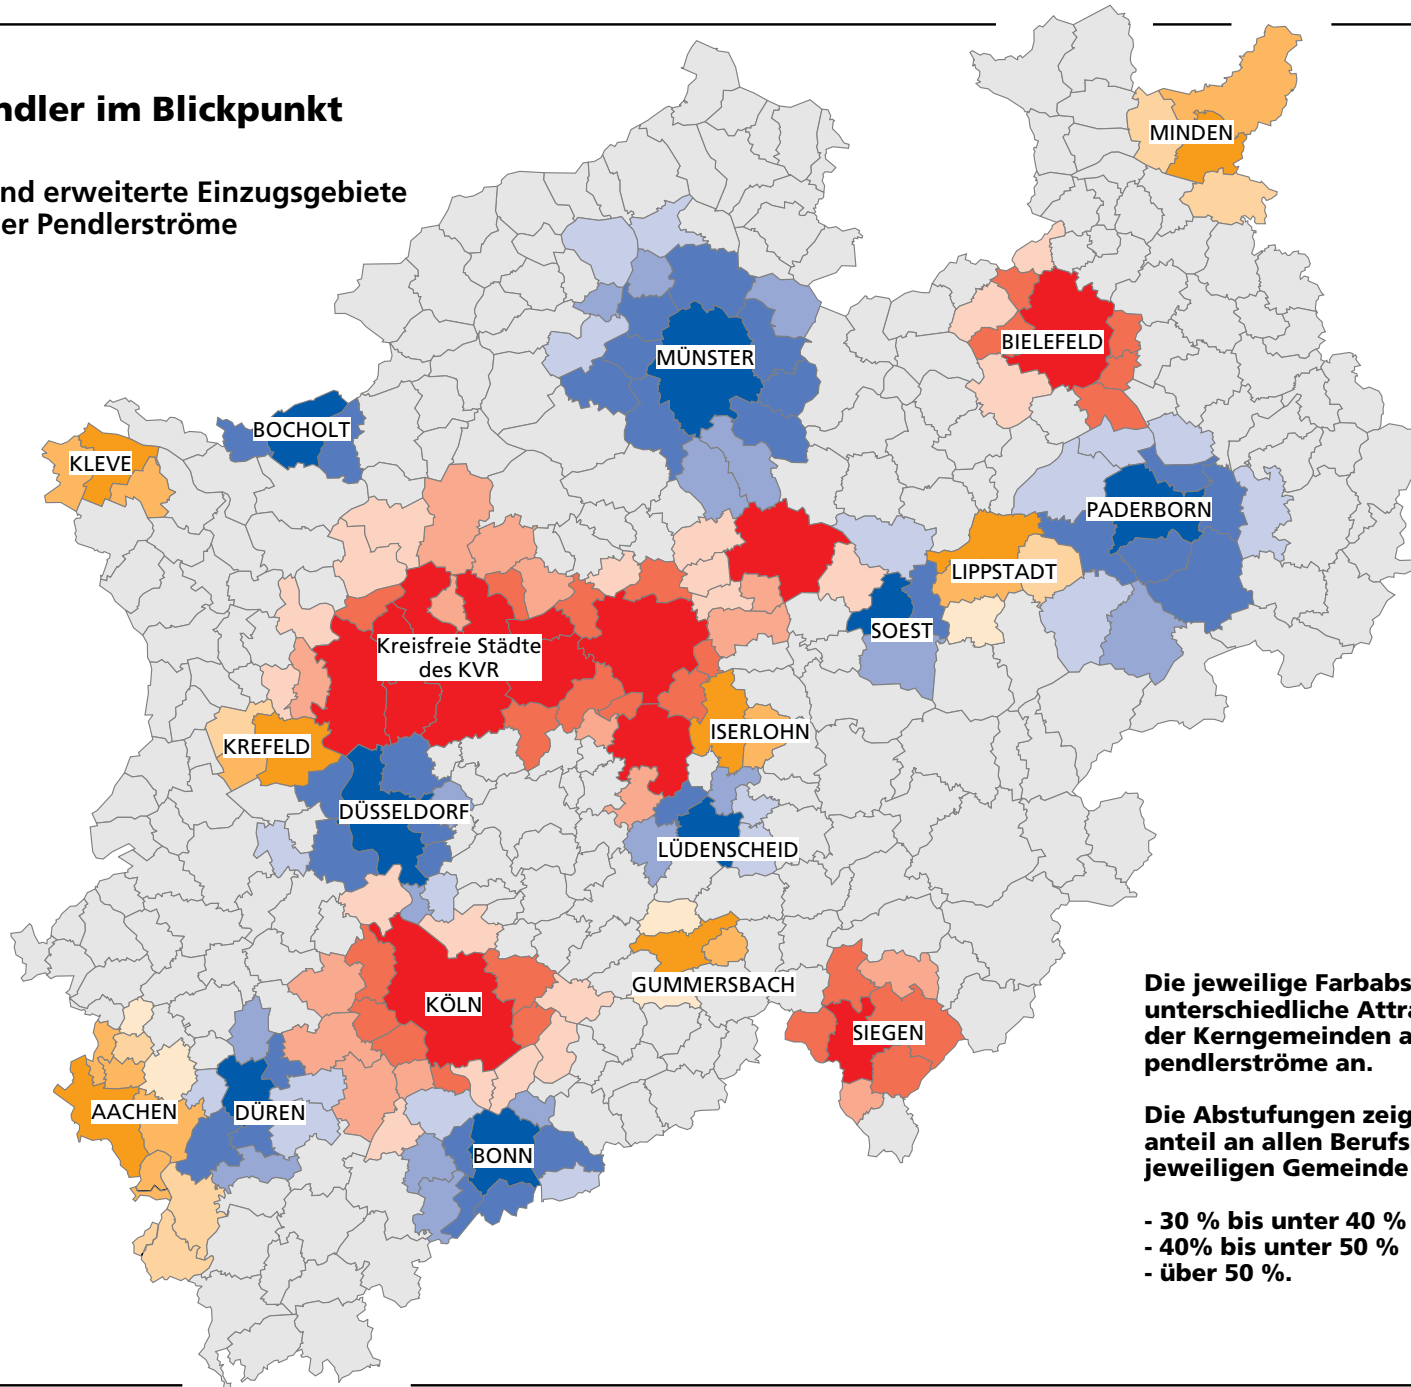 ndler im Blickpunkt
nd erweiterte Einzugsgebiete
er Pendlerströme
MINDEN
BIELEFELD
MÜNSTER
BOCHOLT
KLEVE
PADERBORN
LIPPSTADT
SOEST
Kreisfreie Städte
des KVR
ISERLOHN
KREFELD
DÜSSELDORF
LÜDENSCHEID
GUMMERSBACH
KÖLN
SIEGEN
AACHEN
DÜREN
BONN
Die jeweilige Farbabs
unterschiedliche Attra
der Kerngemeinden a
pendlerströme an.
Die Abstufungen zeig
anteil an allen Berufs
jeweiligen Gemeinde
- 30 % bis unter 40 %
- 40% bis unter 50 %
- über 50 %.